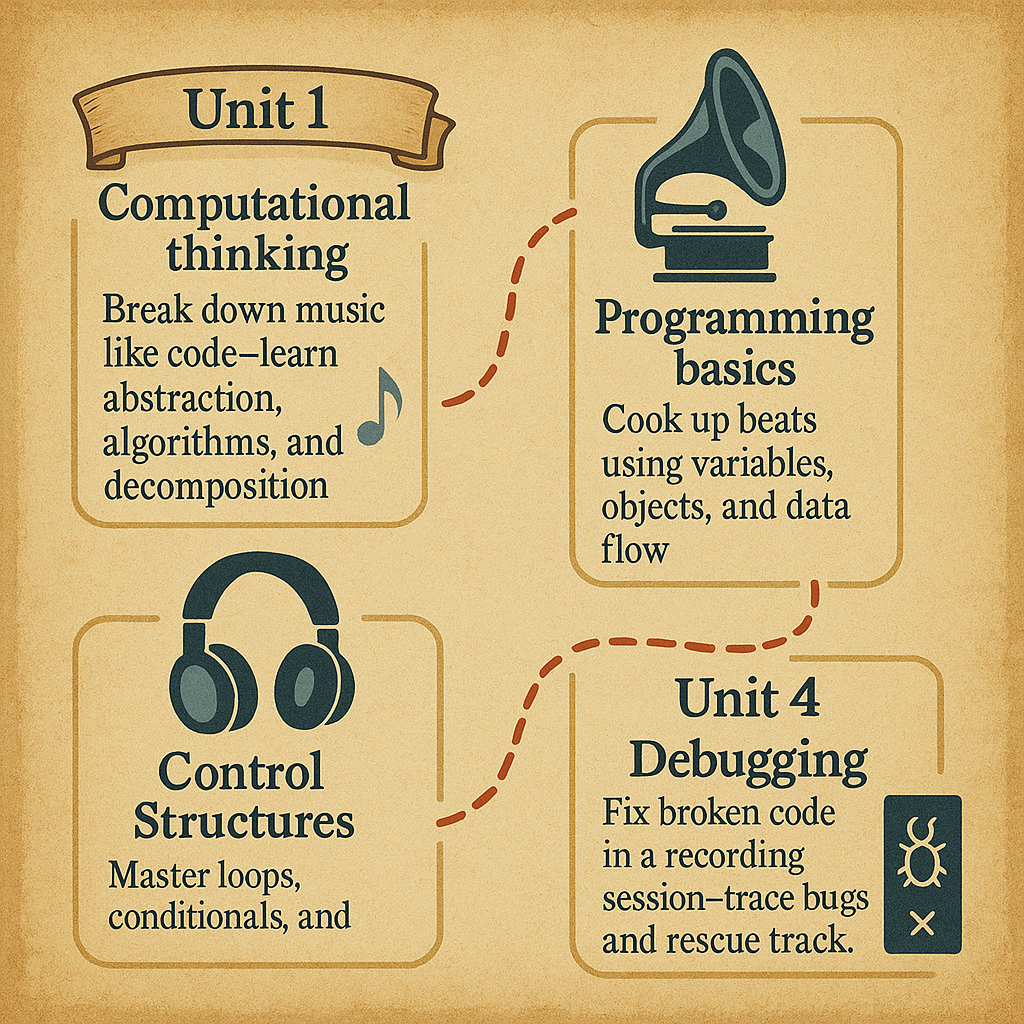 Unit 1
Computational
thinking
Break down music
like code–learn
abstraction,
algorithms, and
decomposition
Programming
basics
Cook up beats
using variables,
objects, and data
flow
Control
Structures
Master loops,
conditionals, and
Unit 4
Debugging
Fix broken code
in a recording
session–trace bugs
and rescue track.